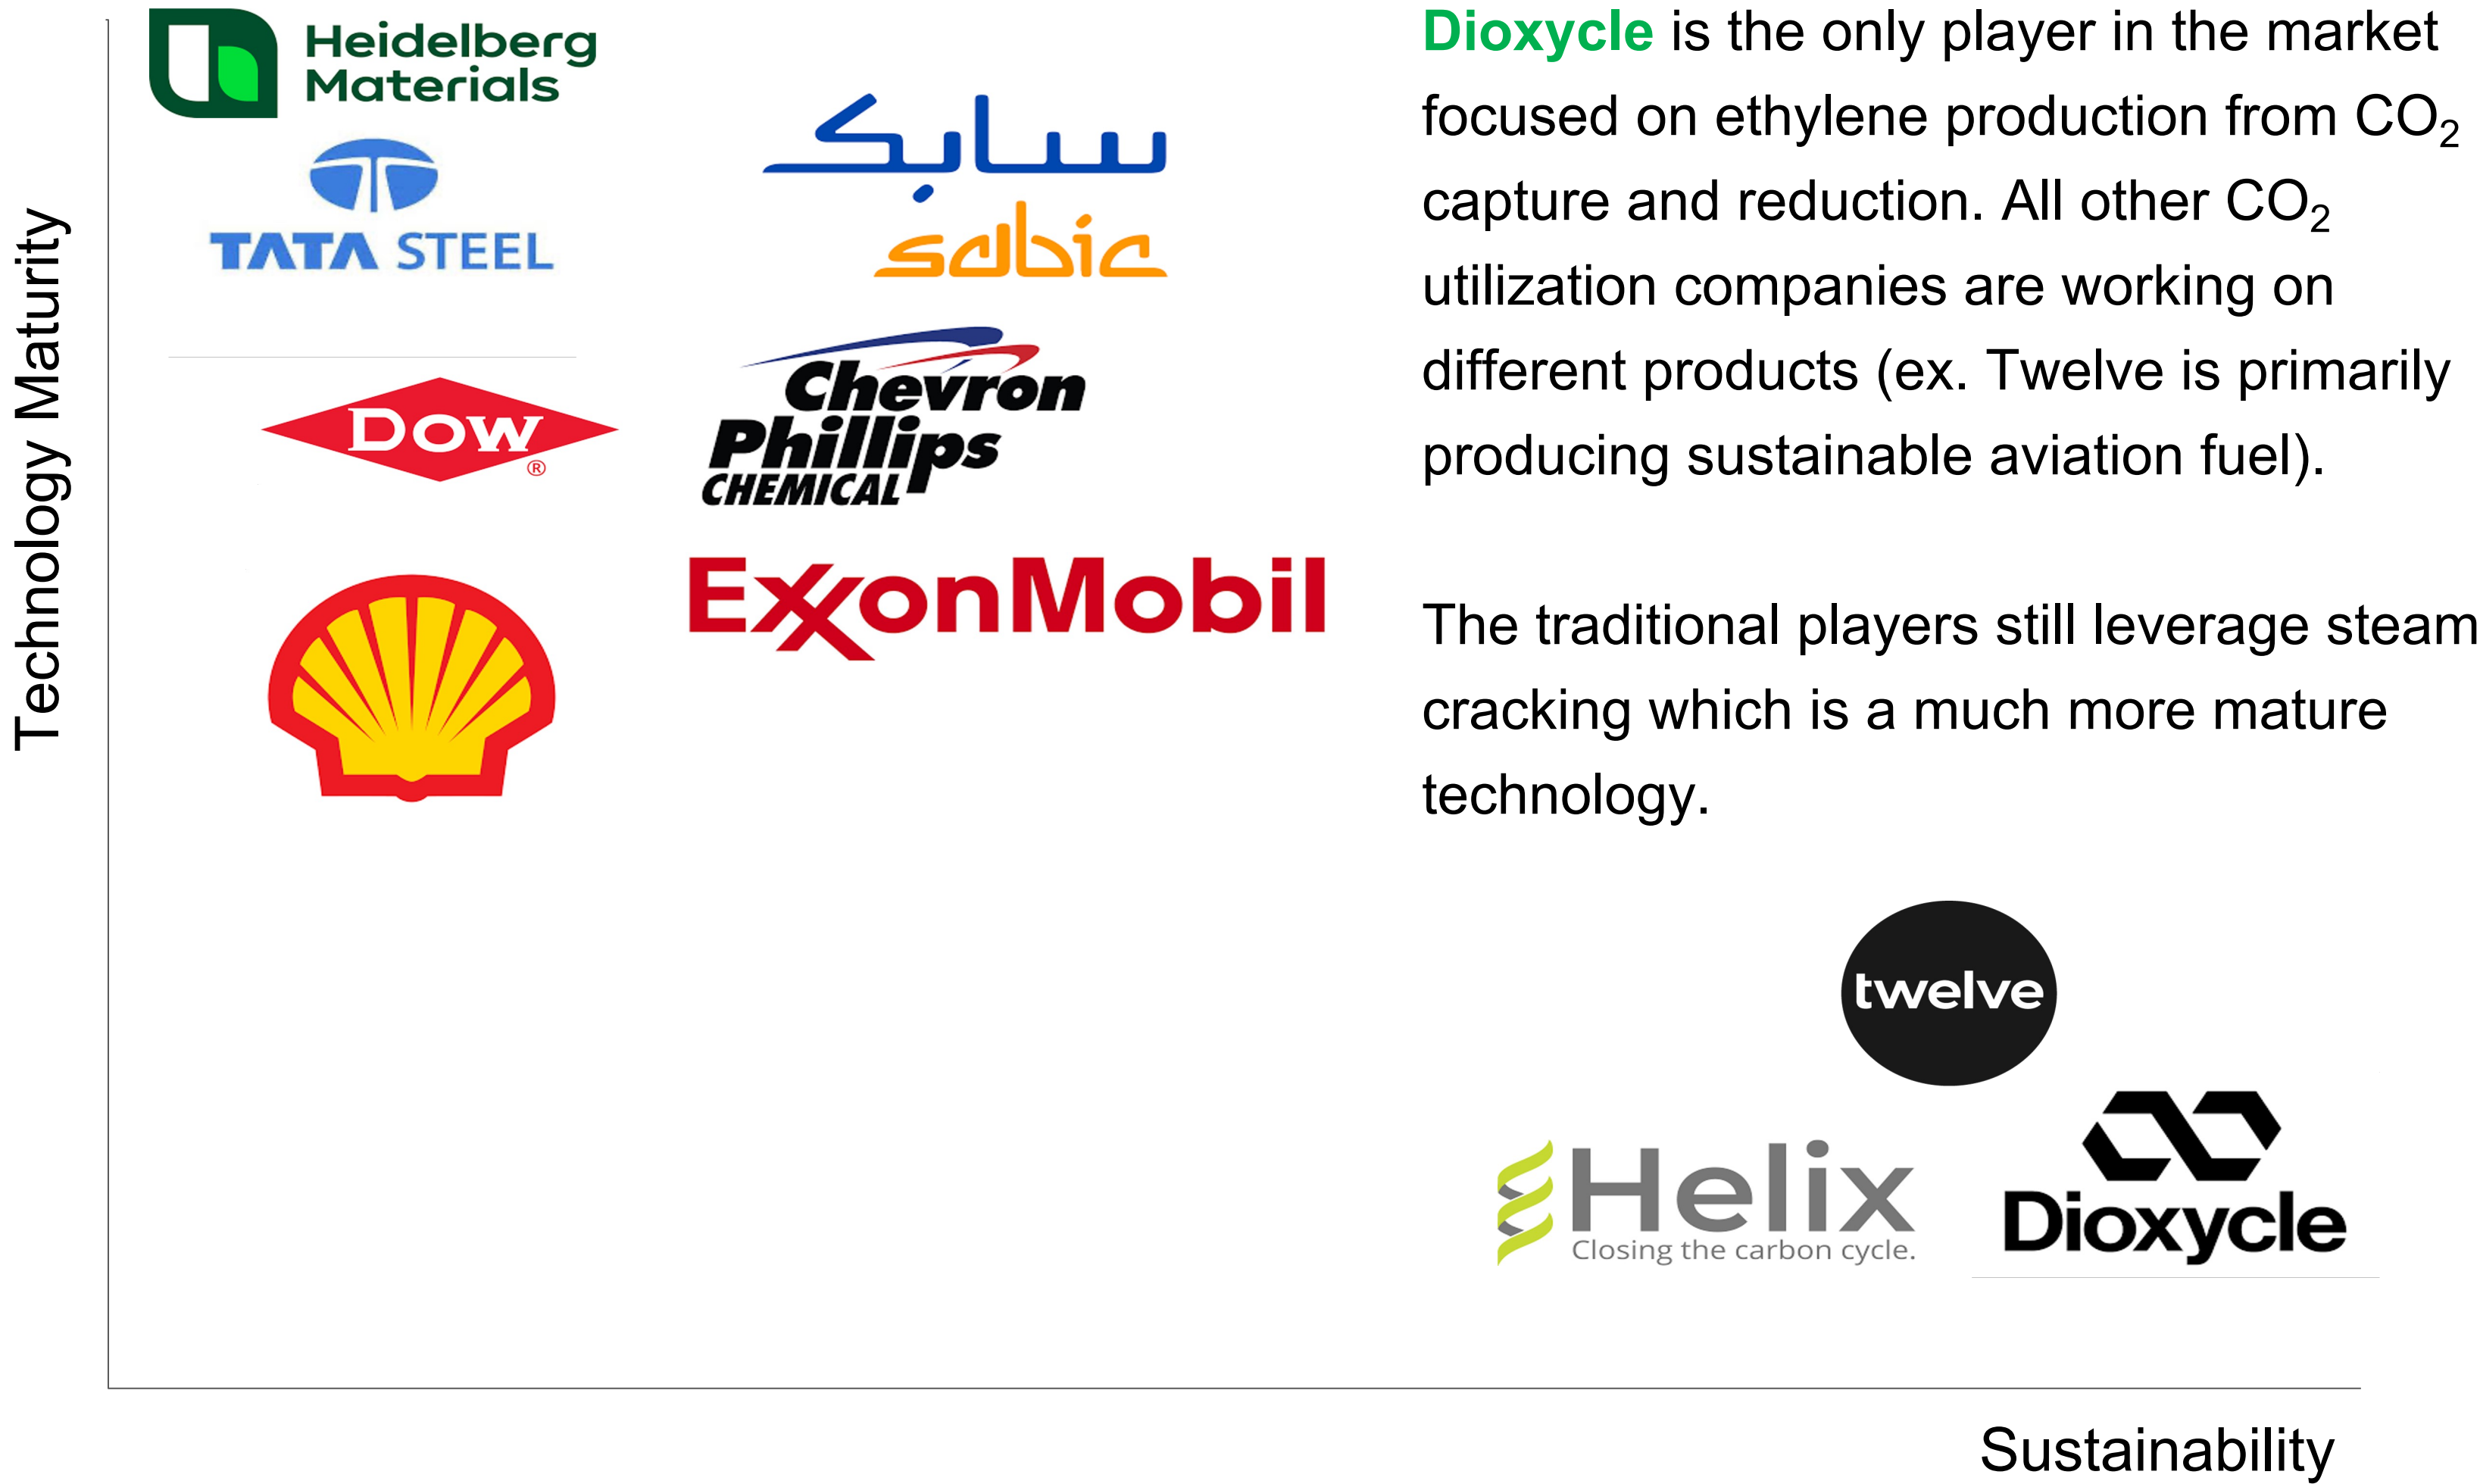 Technology Maturity
Heidelberg
Materials
TATA STEEL
سابك
sabic
DOW
®
Chevron
Phillips
CHEMICAL
ExxonMobil
Dioxycle is the only player in the market
focused on ethylene production from CO₂
capture and reduction. All other CO₂
utilization companies are working on
different products (ex. Twelve is primarily
producing sustainable aviation fuel).
The traditional players still leverage steam
cracking which is a much more mature
technology.
twelve
Helix
Closing the carbon cycle.
Dioxycle
Sustainability